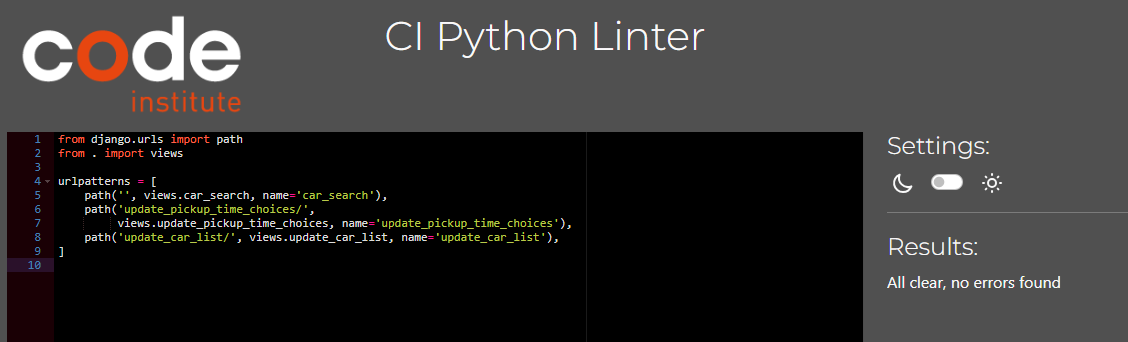 code
institute
CI Python Linter
1 from django.urls import path
2 from . import views
3
4 urlpatterns = [
5     path('', views.car_search, name='car_search'),
6     path('update_pickup_time_choices/',
7          views.update_pickup_time_choices, name='update_pickup_time_choices'),
8     path('update_car_list/', views.update_car_list, name='update_car_list'),
9 ]
10
Settings:
Results:
All clear, no errors found